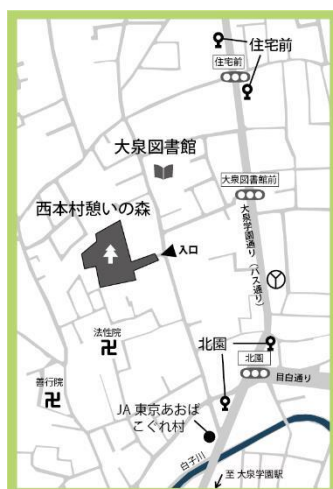 住宅前
住宅前
大泉図書館
大泉図書館前
西本村憩いの森
入口
大泉学園通り(バス通り)
法性院
北園
北園
目白通り
善行院
JA 東京あおば
こぐれ村
白子川
至 大泉学園駅